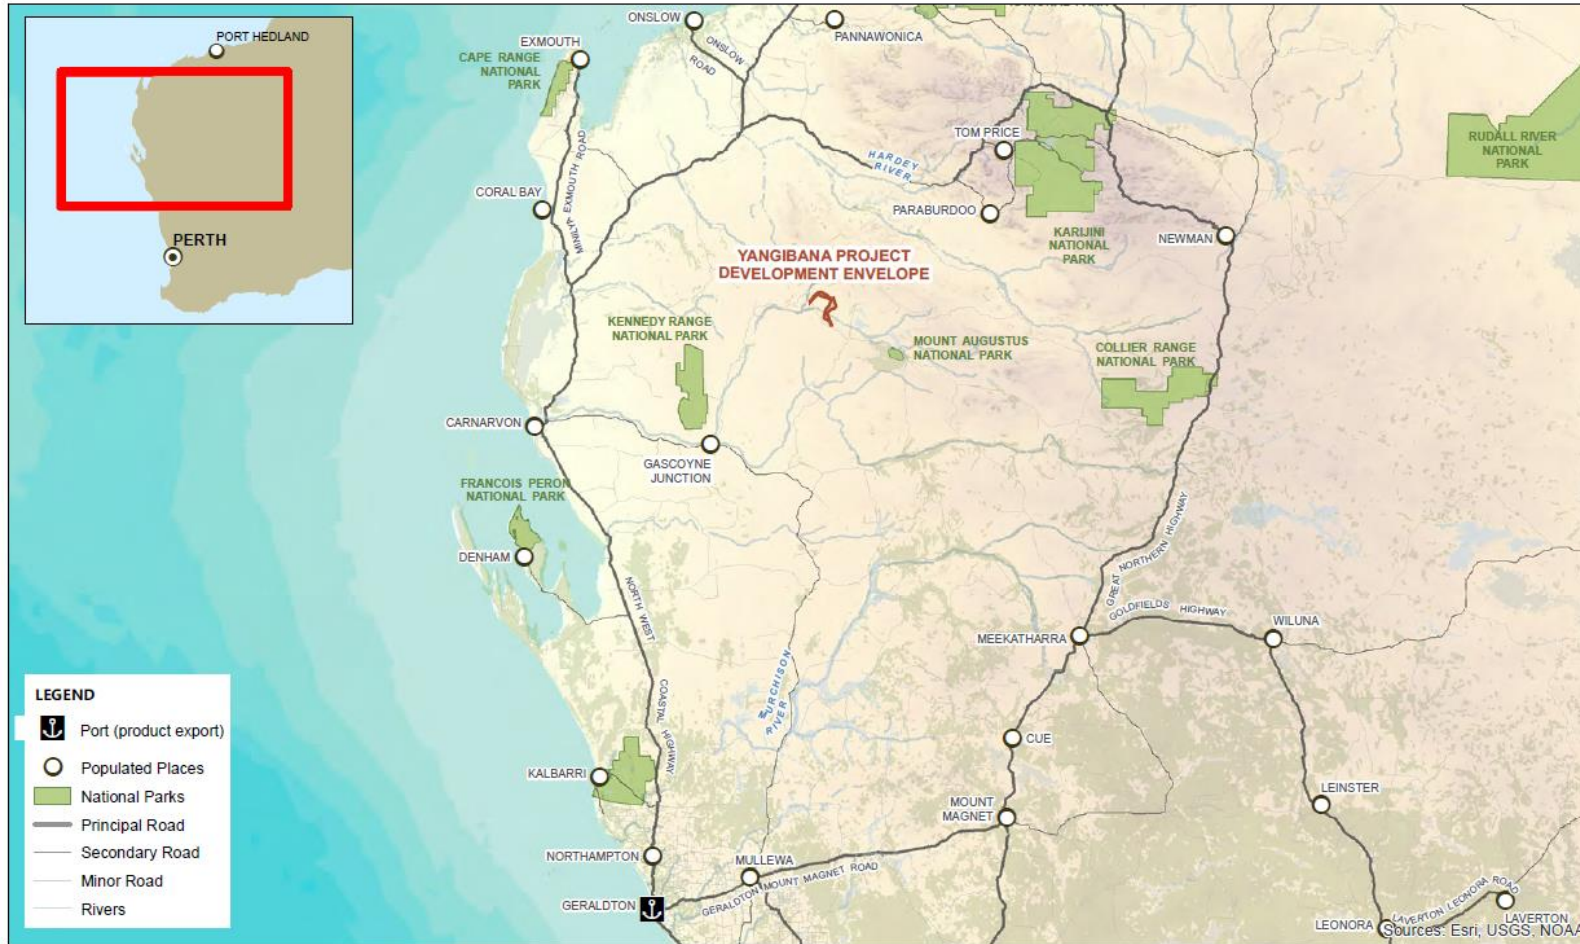 PORT HEDLAND
PERTH
ONSLOW
PANNAWONICA
EXMOUTH
ONSLOW
ROAD
CAPE RANGE
NATIONAL
PARK
TOM PRICE
HARDEY
RIVER
RUDALL RIVER
NATIONAL
PARK
MINILYA EXMOUTH ROAD
CORAL BAY
PARABURDOO
KARIJINI
NATIONAL
PARK
NEWMAN
YANGIBANA PROJECT
DEVELOPMENT ENVELOPE
KENNEDY RANGE
NATIONAL PARK
MOUNT AUGUSTUS
NATIONAL PARK
COLLIER RANGE
NATIONAL PARK
CARNARVON
GASCOYNE
JUNCTION
FRANCOIS PERON
NATIONAL PARK
DENHAM
GREAT NORTHERN HIGHWAY
NORTH WEST
COASTAL HIGHWAY
GOLDFIELDS HIGHWAY
MEEKATHARRA
WILUNA
MURCHISON
RIVER
CUE
KALBARRI
LEINSTER
MOUNT
MAGNET
NORTHAMPTON
MULLEWA
GERALDTON MOUNT MAGNET ROAD
GERALDTON
LAVERTON LEONORA ROAD
LEONORA
LAVERTON
LEGEND
Port (product export)
Populated Places
National Parks
Principal Road
Secondary Road
Minor Road
Rivers
Sources: Esri, USGS, NOAA